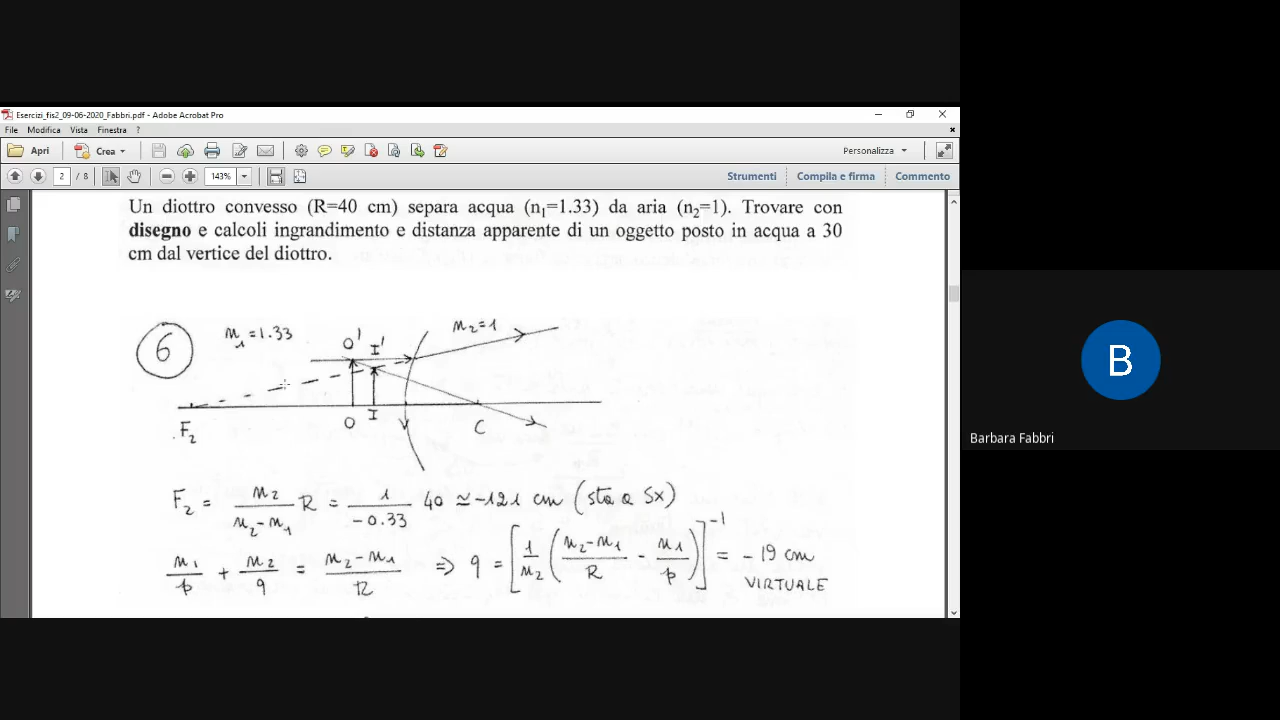 Esercizi_fis2_09-06-2020_Fabbri.pdf - Adobe Acrobat Pro
File Modifica Vista Finestra ?
Apri Crea Personalizza
2 / 8 143% Strumenti Compila e firma Commento
Un diottro convesso (R=40 cm) separa acqua (n₁=1.33) da aria (n₂=1). Trovare con
disegno e calcoli ingrandimento e distanza apparente di un oggetto posto in acqua a 30
cm dal vertice del diottro.
6 n₁=1.33 O' I' n₂=1
F₂ O I V C
F₂ = n₂/(n₂-n₁) R = 1/-0.33 40 ≃ -121 cm (sta a sx)
n₁/p + n₂/q = (n₂-n₁)/R ⇒ q = [1/n₂ ((n₂-n₁)/R - n₁/p)]⁻¹ = -19 cm
VIRTUALE
B
Barbara Fabbri